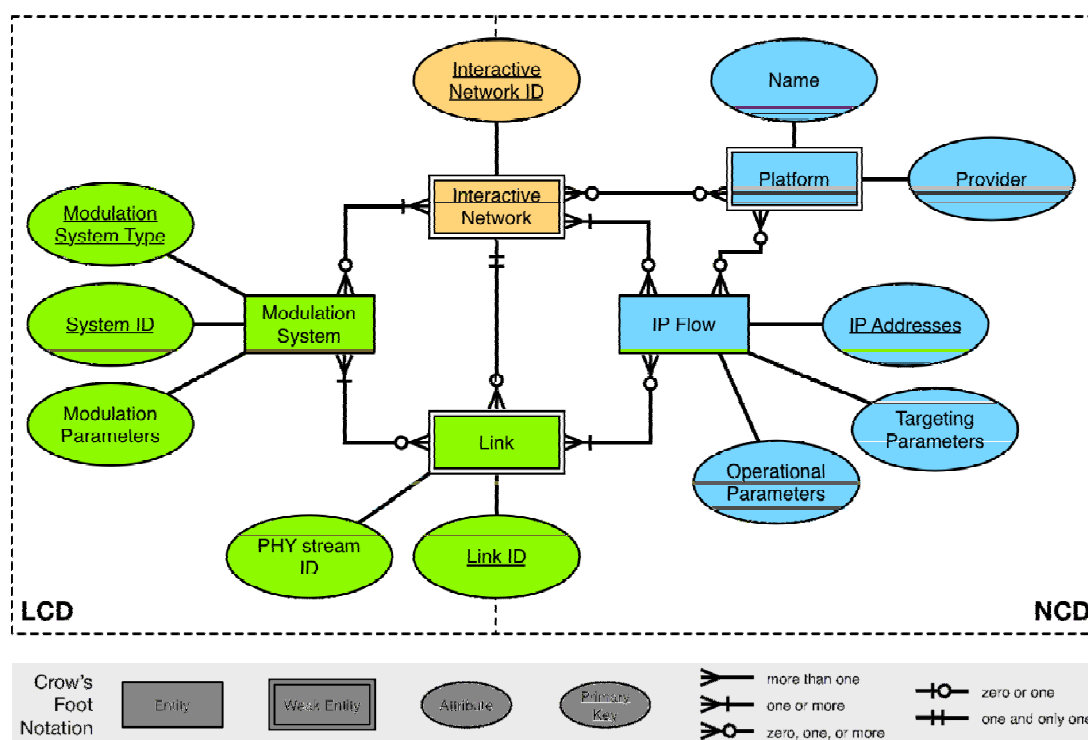 Interactive
Network ID
Name
Interactive
Network
Platform
Provider
Modulation
System Type
System ID
Modulation
System
IP Flow
IP Addresses
Modulation
Parameters
Link
Targeting
Parameters
Operational
Parameters
PHY stream
ID
Link ID
LCD
NCD
Crow's
Foot
Notation
Entity
Weak Entity
Attribute
Primary
Key
more than one
one or more
zero, one, or more
zero or one
one and only one